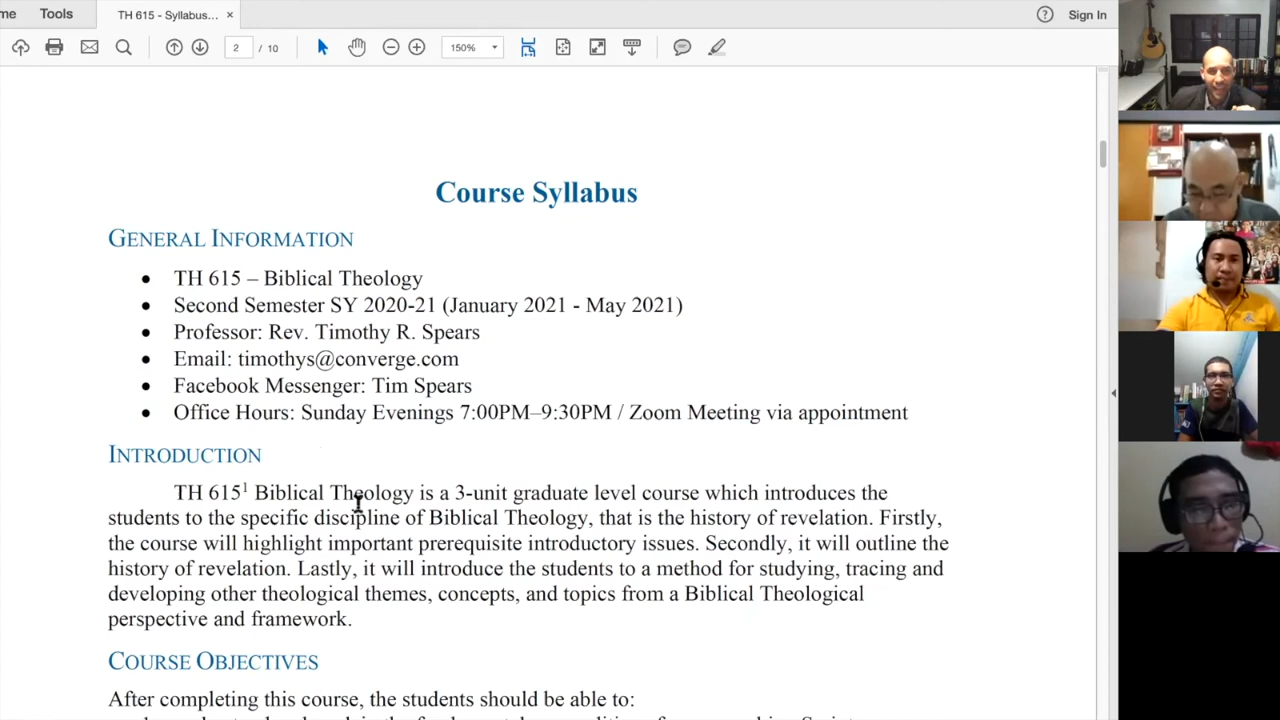 me
Tools
TH 615 - Syllabus... ×
Sign In
2 / 10
150%
Course Syllabus
GENERAL INFORMATION
• TH 615 – Biblical Theology
• Second Semester SY 2020-21 (January 2021 - May 2021)
• Professor: Rev. Timothy R. Spears
• Email: timothys@converge.com
• Facebook Messenger: Tim Spears
• Office Hours: Sunday Evenings 7:00PM–9:30PM / Zoom Meeting via appointment
INTRODUCTION
TH 615¹ Biblical Theology is a 3-unit graduate level course which introduces the
students to the specific discipline of Biblical Theology, that is the history of revelation. Firstly,
the course will highlight important prerequisite introductory issues. Secondly, it will outline the
history of revelation. Lastly, it will introduce the students to a method for studying, tracing and
developing other theological themes, concepts, and topics from a Biblical Theological
perspective and framework.
COURSE OBJECTIVES
After completing this course, the students should be able to: